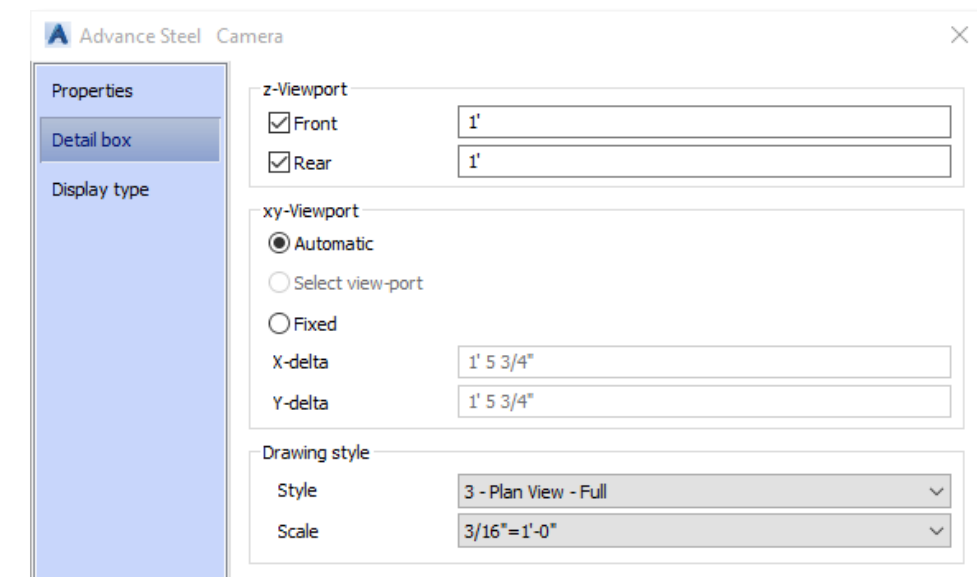 Advance Steel Camera
Properties
Detail box
Display type
z-Viewport
Front 1'
Rear 1'
xy-Viewport
Automatic
Select view-port
Fixed
X-delta 1' 5 3/4"
Y-delta 1' 5 3/4"
Drawing style
Style 3 - Plan View - Full
Scale 3/16"=1'-0"